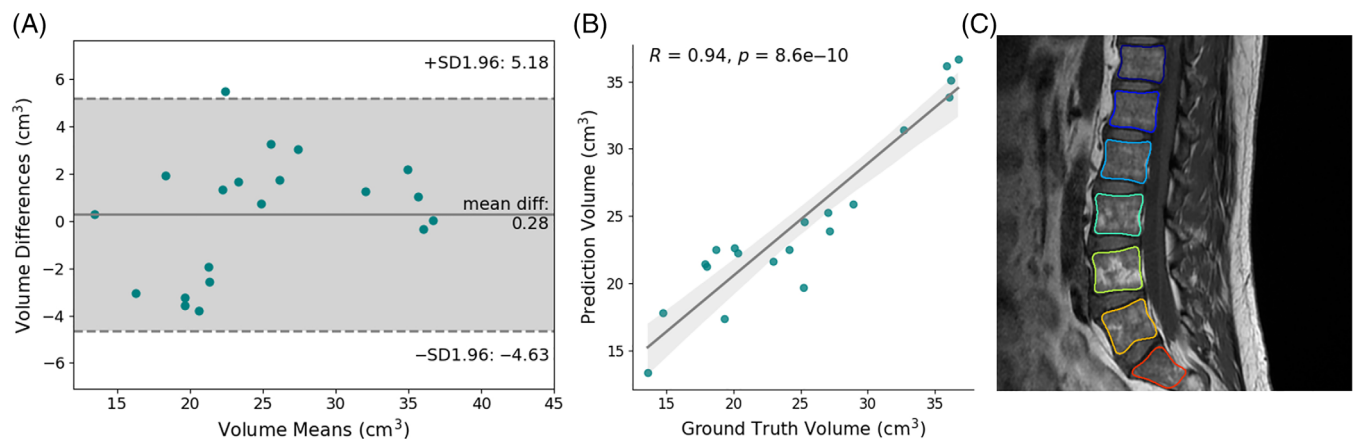 (A)
+SD1.96: 5.18
mean diff:
0.28
−SD1.96: −4.63
6
4
2
0
−2
−4
−6
Volume Differences (cm³)
15 20 25 30 35 40 45
Volume Means (cm³)
(B)
R = 0.94, p = 8.6e−10
35
30
25
20
15
Prediction Volume (cm³)
15 20 25 30 35
Ground Truth Volume (cm³)
(C)